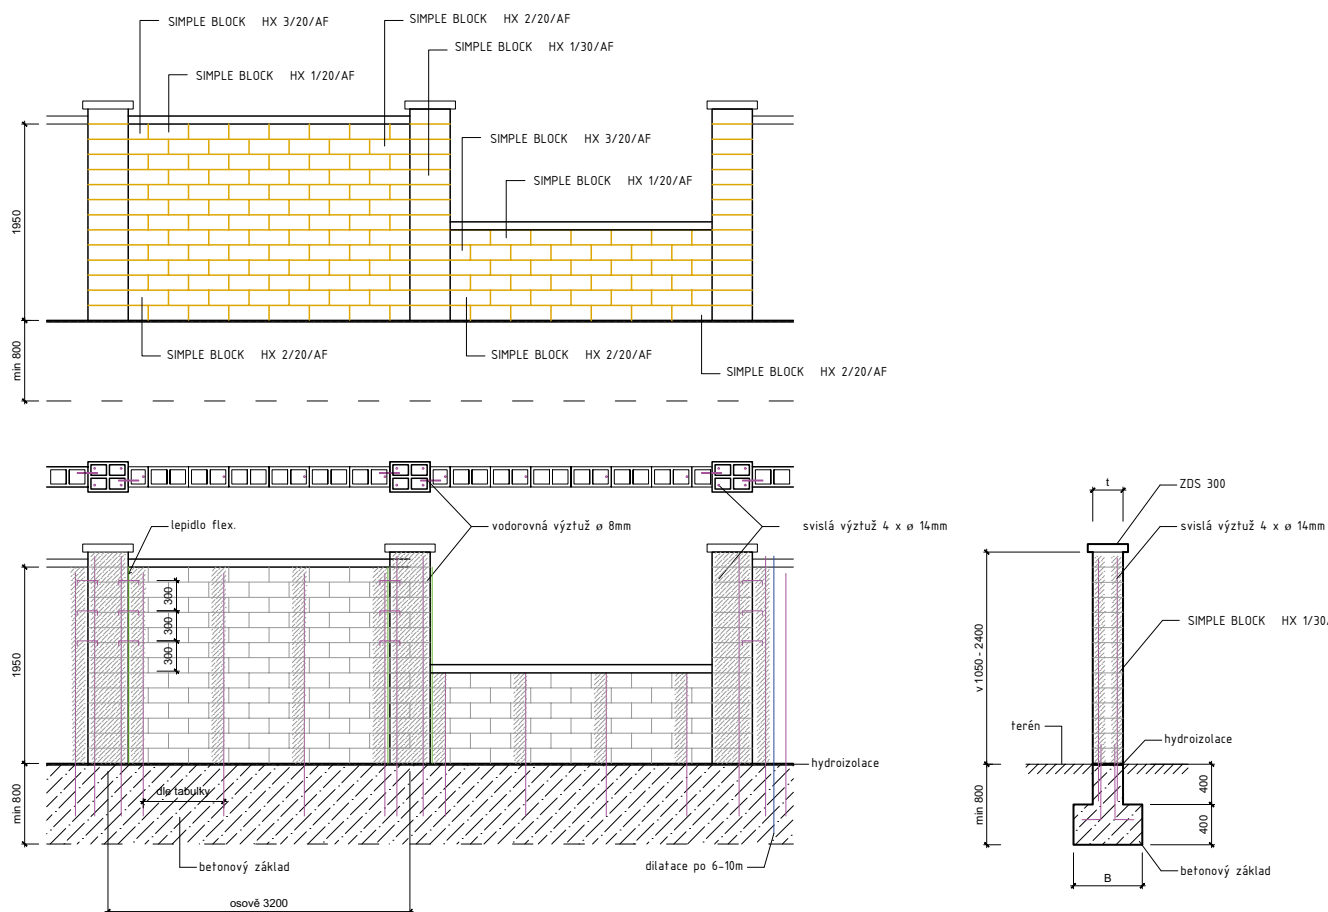 SIMPLE BLOCK HX 3/20/AF
SIMPLE BLOCK HX 2/20/AF
SIMPLE BLOCK HX 1/30/AF
SIMPLE BLOCK HX 1/20/AF
SIMPLE BLOCK HX 3/20/AF
SIMPLE BLOCK HX 1/20/AF
1950
min 800
SIMPLE BLOCK HX 2/20/AF
SIMPLE BLOCK HX 2/20/AF
SIMPLE BLOCK HX 2/20/AF
lepidlo flex.
vodorovná výztuž ø 8mm
svislá výztuž 4 x ø 14mm
300
300
300
1950
min 800
hydroizolace
dle tabulky
betonový základ
dilatace po 6-10m
osově 3200
t
ZDS 300
svislá výztuž 4 x ø 14mm
SIMPLE BLOCK HX 1/30/
v 1050 - 2400
terén
hydroizolace
min 800
400
400
betonový základ
B